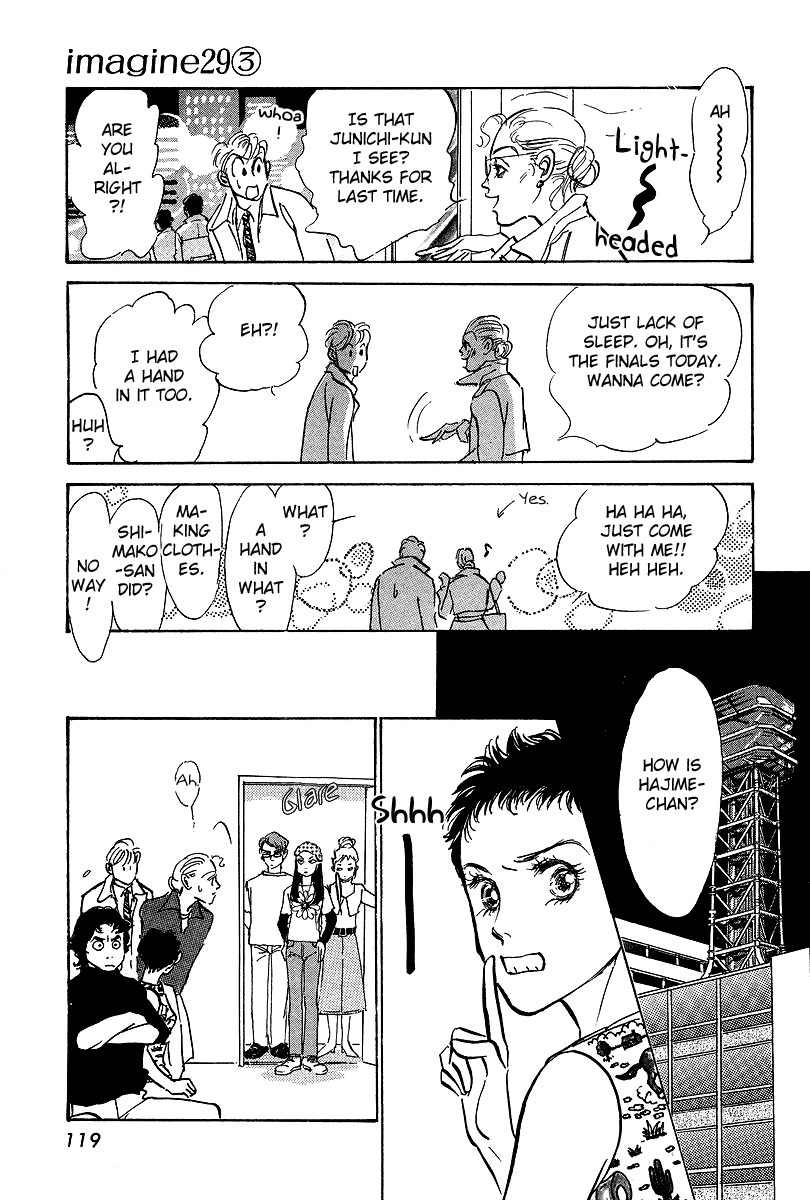 imagine29③
AH
Light-
headed
IS THAT
JUNICHI-KUN
I SEE?
THANKS FOR
LAST TIME.
whoa
!
ARE
YOU
AL-
RIGHT
?!
JUST LACK OF
SLEEP. OH, IT'S
THE FINALS TODAY.
WANNA COME?
EH?!
I HAD
A HAND
IN IT TOO.
HUH
?
HA HA HA,
JUST COME
WITH ME!!
HEH HEH.
Yes.
WHAT
?
A
HAND
IN
WHAT
?
MA-
KING
CLOTH-
ES.
SHI-
MAKO
-SAN
DID?
NO
WAY
!
HOW IS
HAJIME-
CHAN?
Shhh
Glare
Ah
119